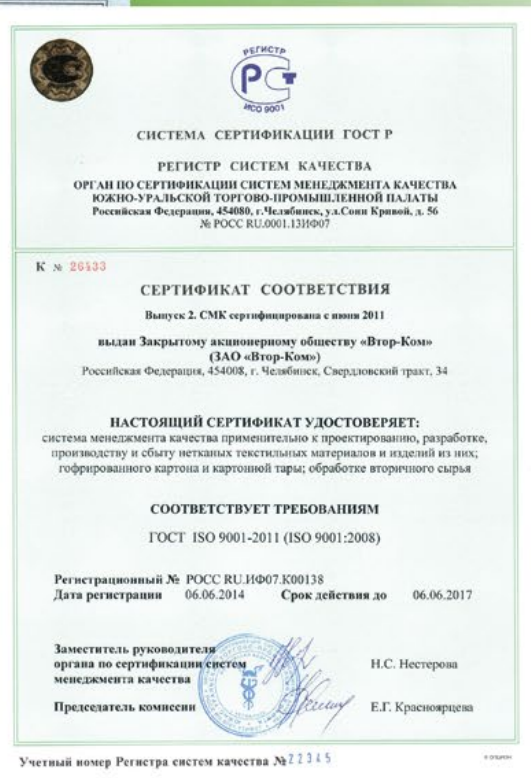 РЕГИСТР
РСТ
ИСО 9001
СИСТЕМА СЕРТИФИКАЦИИ ГОСТ Р
РЕГИСТР СИСТЕМ КАЧЕСТВА
ОРГАН ПО СЕРТИФИКАЦИИ СИСТЕМ МЕНЕДЖМЕНТА КАЧЕСТВА
ЮЖНО-УРАЛЬСКОЙ ТОРГОВО-ПРОМЫШЛЕННОЙ ПАЛАТЫ
Российская Федерация, 454080, г.Челябинск, ул.Сони Кривой, д. 56
№ РОСС RU.0001.13ИФ07
К № 26433
СЕРТИФИКАТ СООТВЕТСТВИЯ
Выпуск 2. СМК сертифицирована с июня 2011
выдан Закрытому акционерному обществу «Втор-Ком»
(ЗАО «Втор-Ком»)
Российская Федерация, 454008, г. Челябинск, Свердловский тракт, 34
НАСТОЯЩИЙ СЕРТИФИКАТ УДОСТОВЕРЯЕТ:
система менеджмента качества применительно к проектированию, разработке,
производству и сбыту нетканых текстильных материалов и изделий из них;
гофрированного картона и картонной тары; обработке вторичного сырья
СООТВЕТСТВУЕТ ТРЕБОВАНИЯМ
ГОСТ ISO 9001-2011 (ISO 9001:2008)
Регистрационный № РОСС RU.ИФ07.К00138
Дата регистрации 06.06.2014 Срок действия до 06.06.2017
Заместитель руководителя
органа по сертификации систем
менеджмента качества
Н.С. Нестерова
Председатель комиссии
Е.Г. Красноярцева
Учетный номер Регистра систем качества №22345